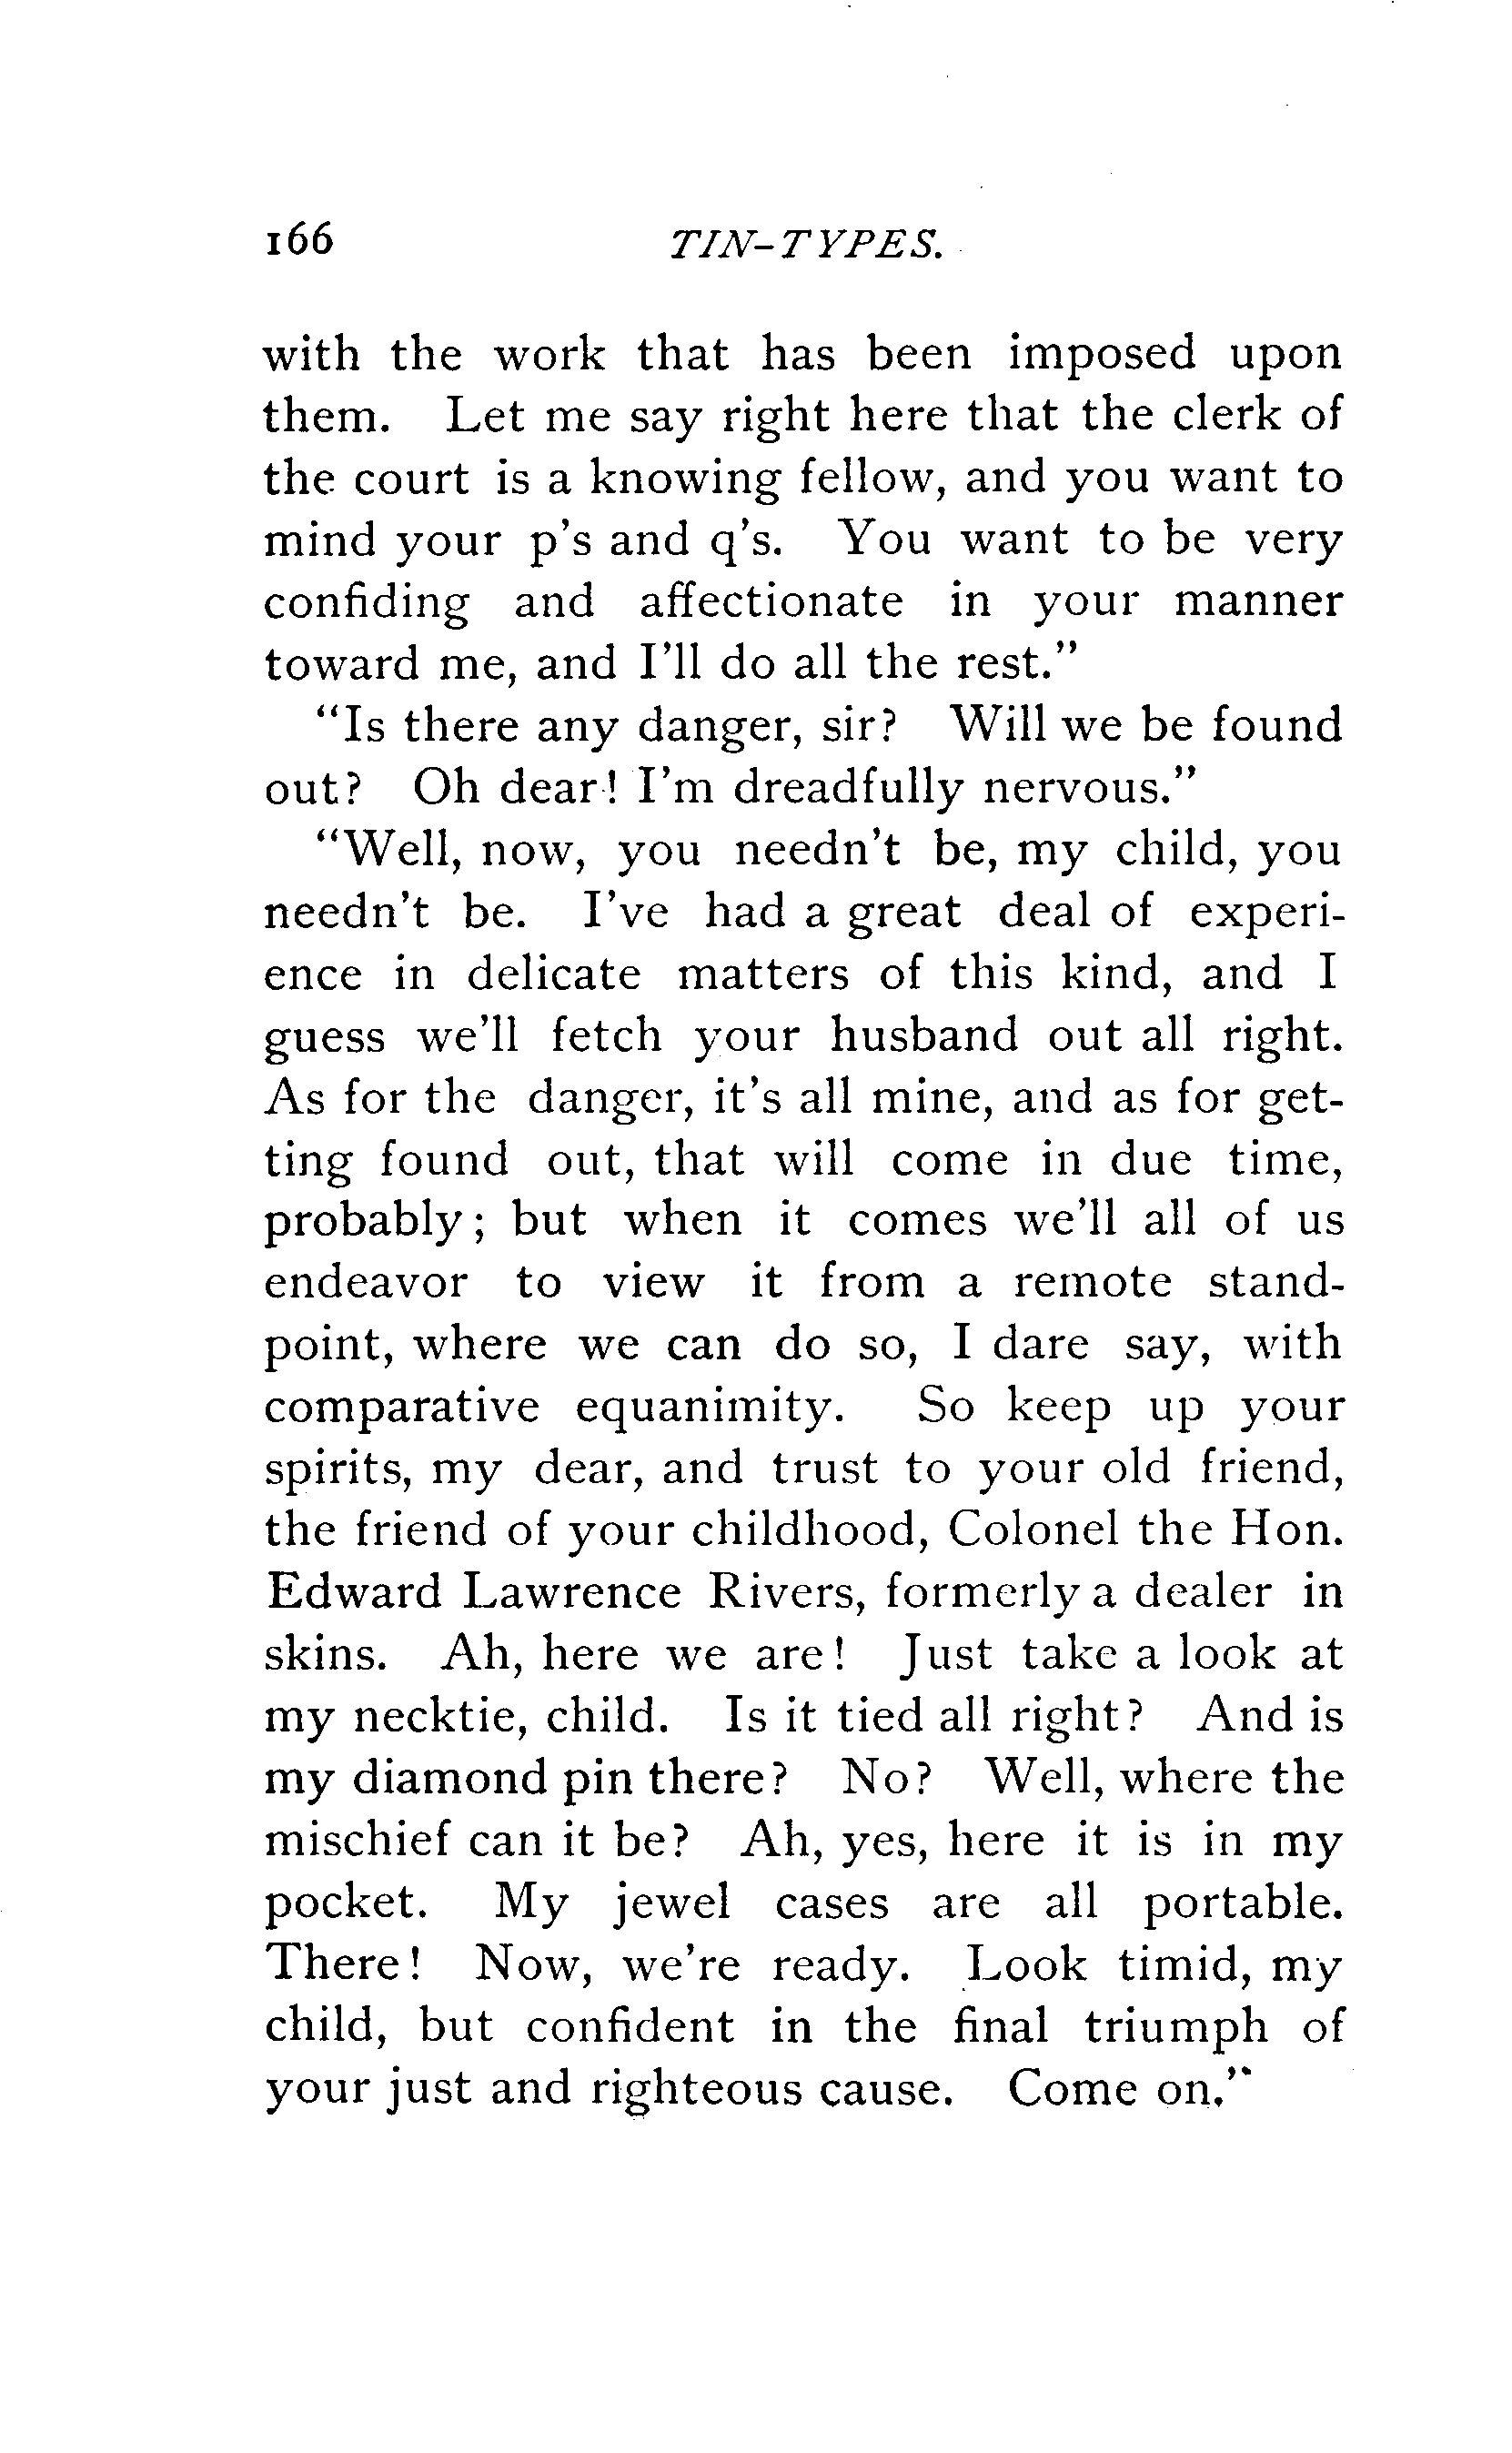 166 TIN-TYPES.
with the work that has been imposed upon
them. Let me say right here that the clerk of
the court is a knowing fellow, and you want to
mind your p's and q's. You want to be very
confiding and affectionate in your manner
toward me, and I'll do all the rest."
"Is there any danger, sir? Will we be found
out? Oh dear! I'm dreadfully nervous."
"Well, now, you needn't be, my child, you
needn't be. I've had a great deal of experi-
ence in delicate matters of this kind, and I
guess we'll fetch your husband out all right.
As for the danger, it's all mine, and as for get-
ting found out, that will come in due time,
probably; but when it comes we'll all of us
endeavor to view it from a remote stand-
point, where we can do so, I dare say, with
comparative equanimity. So keep up your
spirits, my dear, and trust to your old friend,
the friend of your childhood, Colonel the Hon.
Edward Lawrence Rivers, formerly a dealer in
skins. Ah, here we are! Just take a look at
my necktie, child. Is it tied all right? And is
my diamond pin there? No? Well, where the
mischief can it be? Ah, yes, here it is in my
pocket. My jewel cases are all portable.
There! Now, we're ready. Look timid, my
child, but confident in the final triumph of
your just and righteous cause. Come on."